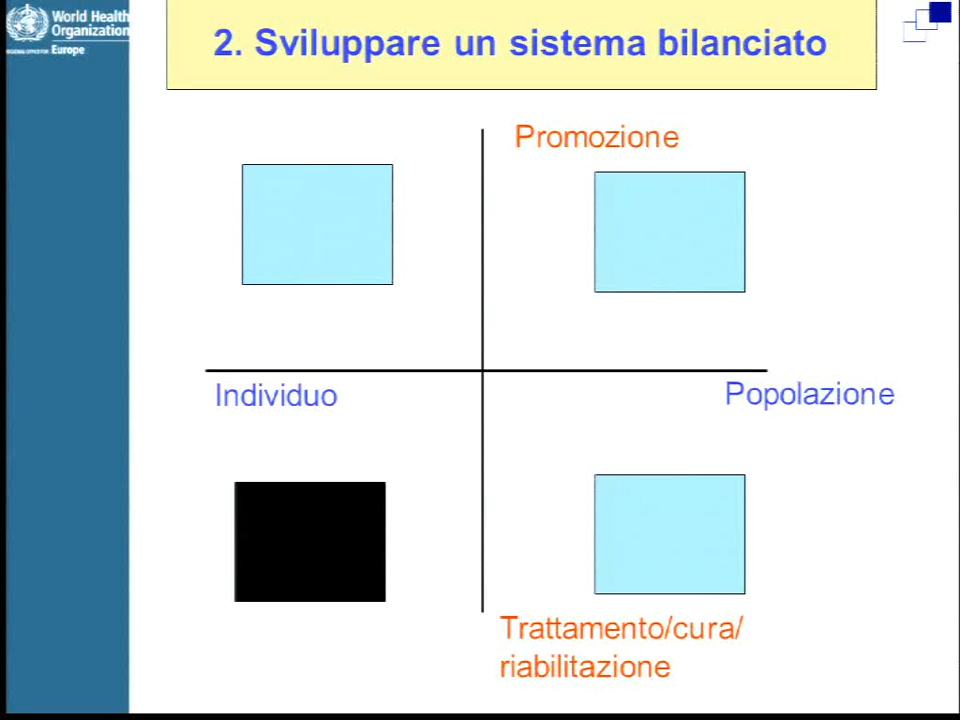 World Health
Organization
REGIONAL OFFICE FOR Europe
2. Sviluppare un sistema bilanciato
Promozione
Individuo
Popolazione
Trattamento/cura/
riabilitazione